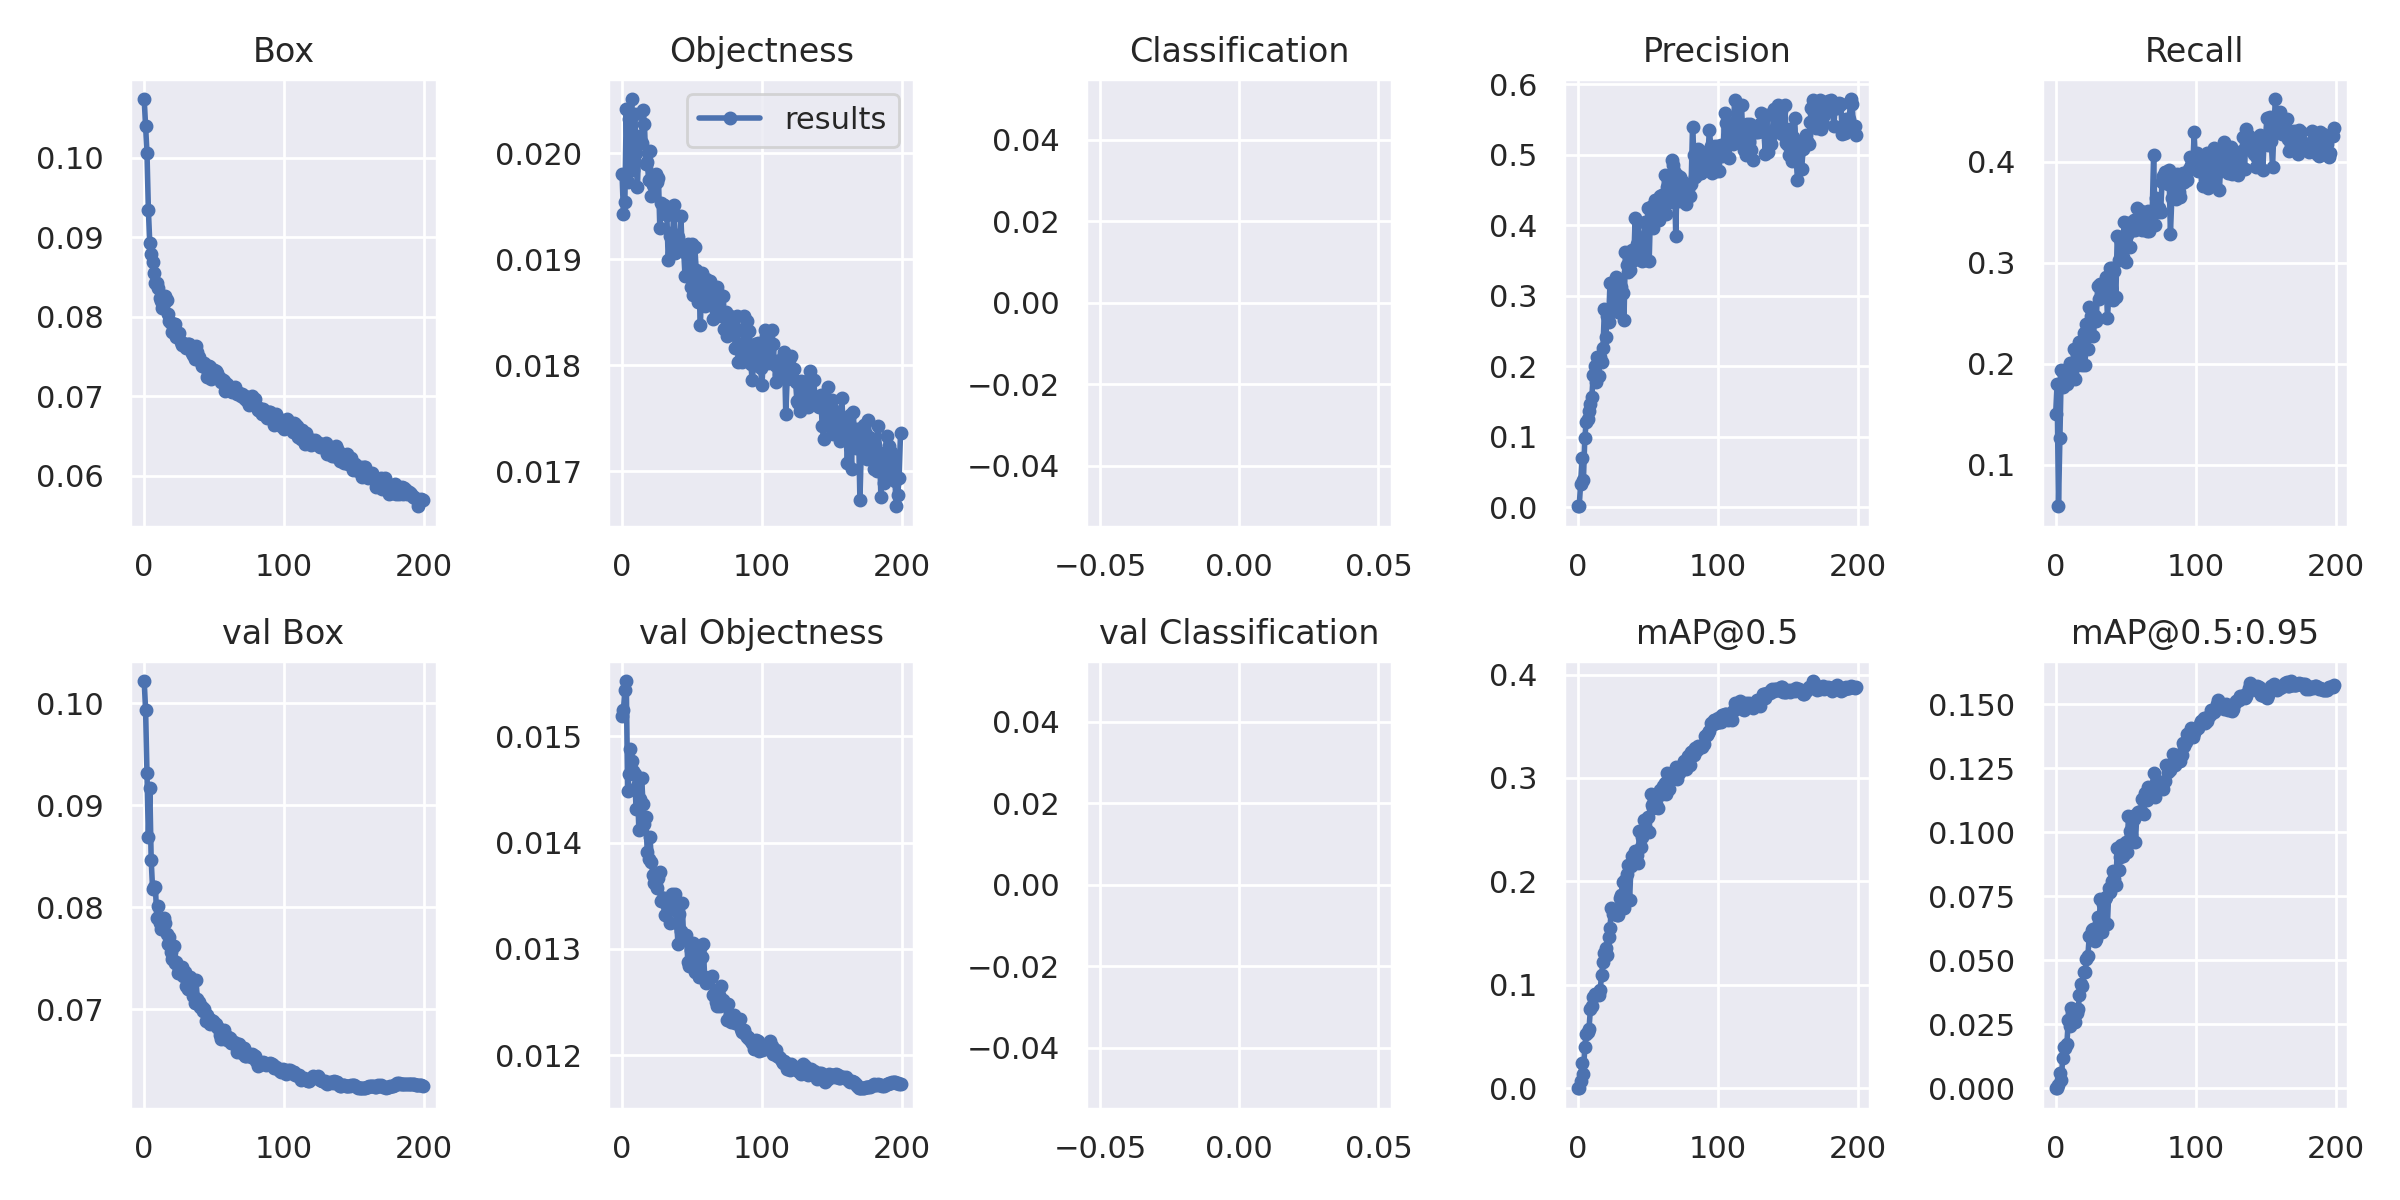 Box
0.10
0.09
0.08
0.07
0.06
0 100 200
Objectness
results
0.020
0.019
0.018
0.017
0 100 200
Classification
0.04
0.02
0.00
−0.02
−0.04
−0.05 0.00 0.05
Precision
0.6
0.5
0.4
0.3
0.2
0.1
0.0
0 100 200
Recall
0.4
0.3
0.2
0.1
0 100 200
val Box
0.10
0.09
0.08
0.07
0 100 200
val Objectness
0.015
0.014
0.013
0.012
0 100 200
val Classification
0.04
0.02
0.00
−0.02
−0.04
−0.05 0.00 0.05
mAP@0.5
0.4
0.3
0.2
0.1
0.0
0 100 200
mAP@0.5:0.95
0.150
0.125
0.100
0.075
0.050
0.025
0.000
0 100 200